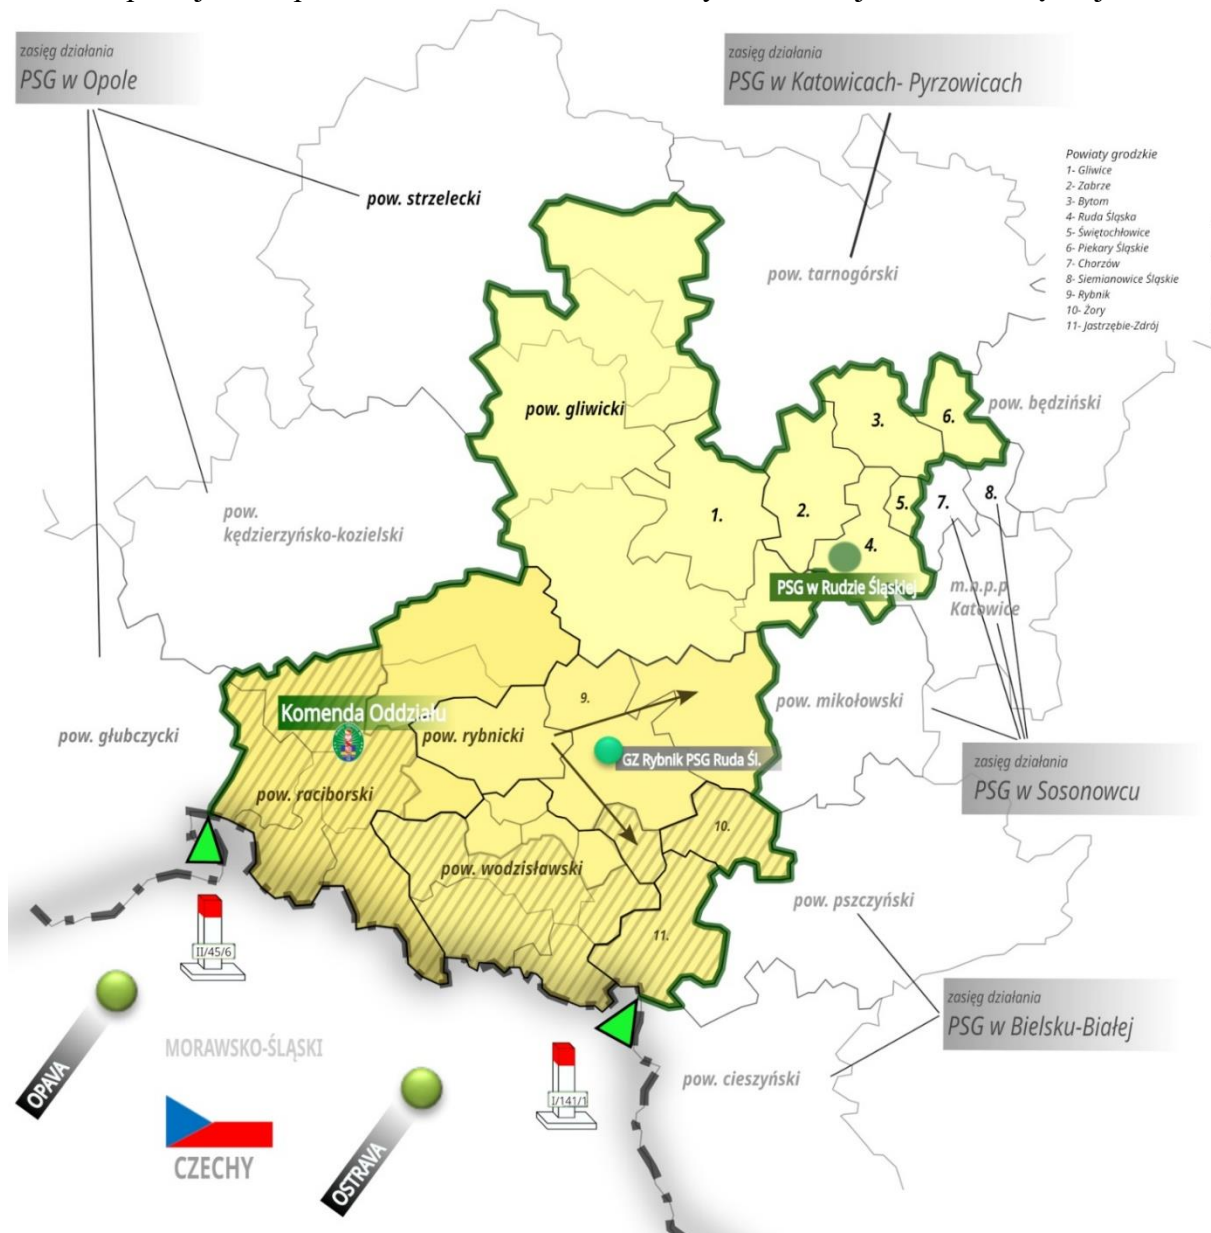 zasięg działania
PSG w Opole
zasięg działania
PSG w Katowicach- Pyrzowicach
Powiaty grodzkie
1- Gliwice
2- Zabrze
3- Bytom
4- Ruda Śląska
5- Świętochłowice
6- Piekary Śląskie
7- Chorzów
8- Siemianowice Śląskie
9- Rybnik
10- Żory
11- Jastrzębie-Zdrój
pow. strzelecki
pow. tarnogórski
pow. gliwicki
pow. będziński
3.
6.
pow.
kędzierzyńsko-kozielski
1.
2.
5.
7.
8.
4.
PSG w Rudzie Śląskiej
m.n.p.p
Katowice
Komenda Oddziału
9.
pow. mikołowski
pow. głubczycki
pow. rybnicki
GZ Rybnik PSG Ruda Śl.
zasięg działania
PSG w Sosonowcu
pow. raciborski
10.
pow. wodzisławski
pow. pszczyński
11.
II/45/6
zasięg działania
PSG w Bielsku-Białej
MORAWSKO-ŚLĄSKI
OPAVA
pow. cieszyński
I/141/1
CZECHY
OSTRAVA